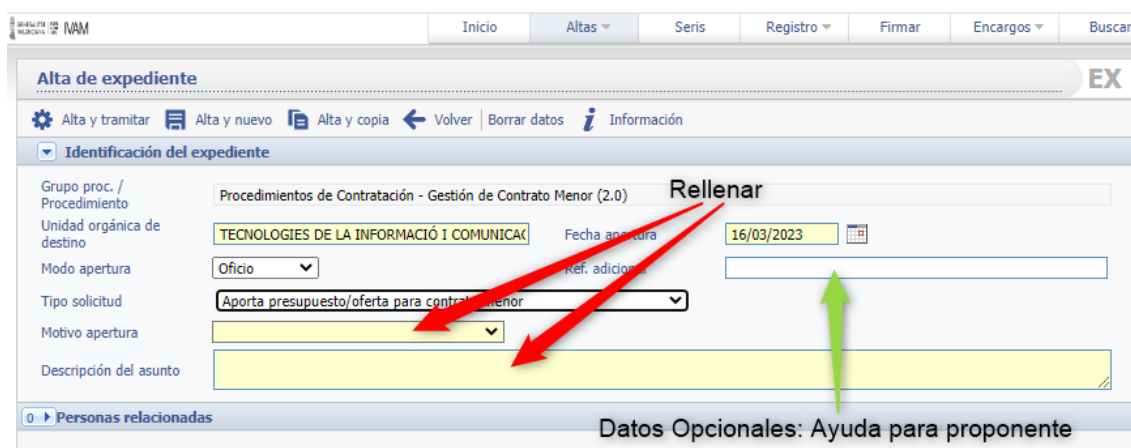 GENERALITAT VALENCIANA IVAM Inicio Altas Seris Registro Firmar Encargos Buscar
Alta de expediente EX
Alta y tramitar Alta y nuevo Alta y copia Volver Borrar datos Información
Identificación del expediente
Grupo proc. /
Procedimiento
Procedimientos de Contratación - Gestión de Contrato Menor (2.0)
Rellenar
Unidad orgánica de
destino
TECNOLOGIES DE LA INFORMACIÓ I COMUNICA Fecha apertura 16/03/2023
Modo apertura Oficio Ref. adicional
Tipo solicitud Aporta presupuesto/oferta para contrato menor
Motivo apertura
Descripción del asunto
0 Personas relacionadas
Datos Opcionales: Ayuda para proponente